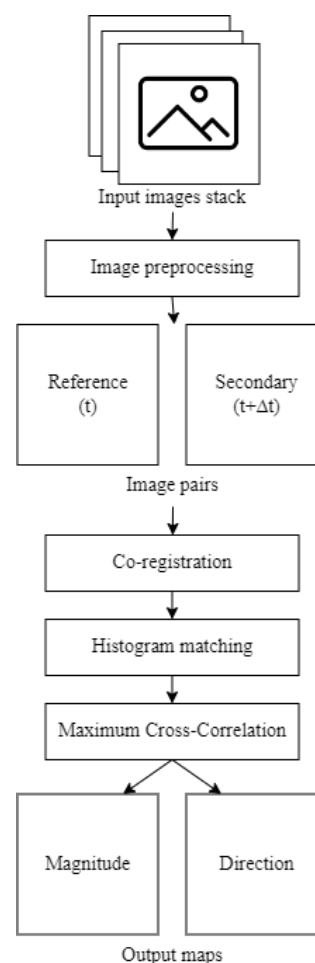 Input images stack
Image preprocessing
Reference
(t)
Secondary
(t+Δt)
Image pairs
Co-registration
Histogram matching
Maximum Cross-Correlation
Magnitude
Direction
Output maps